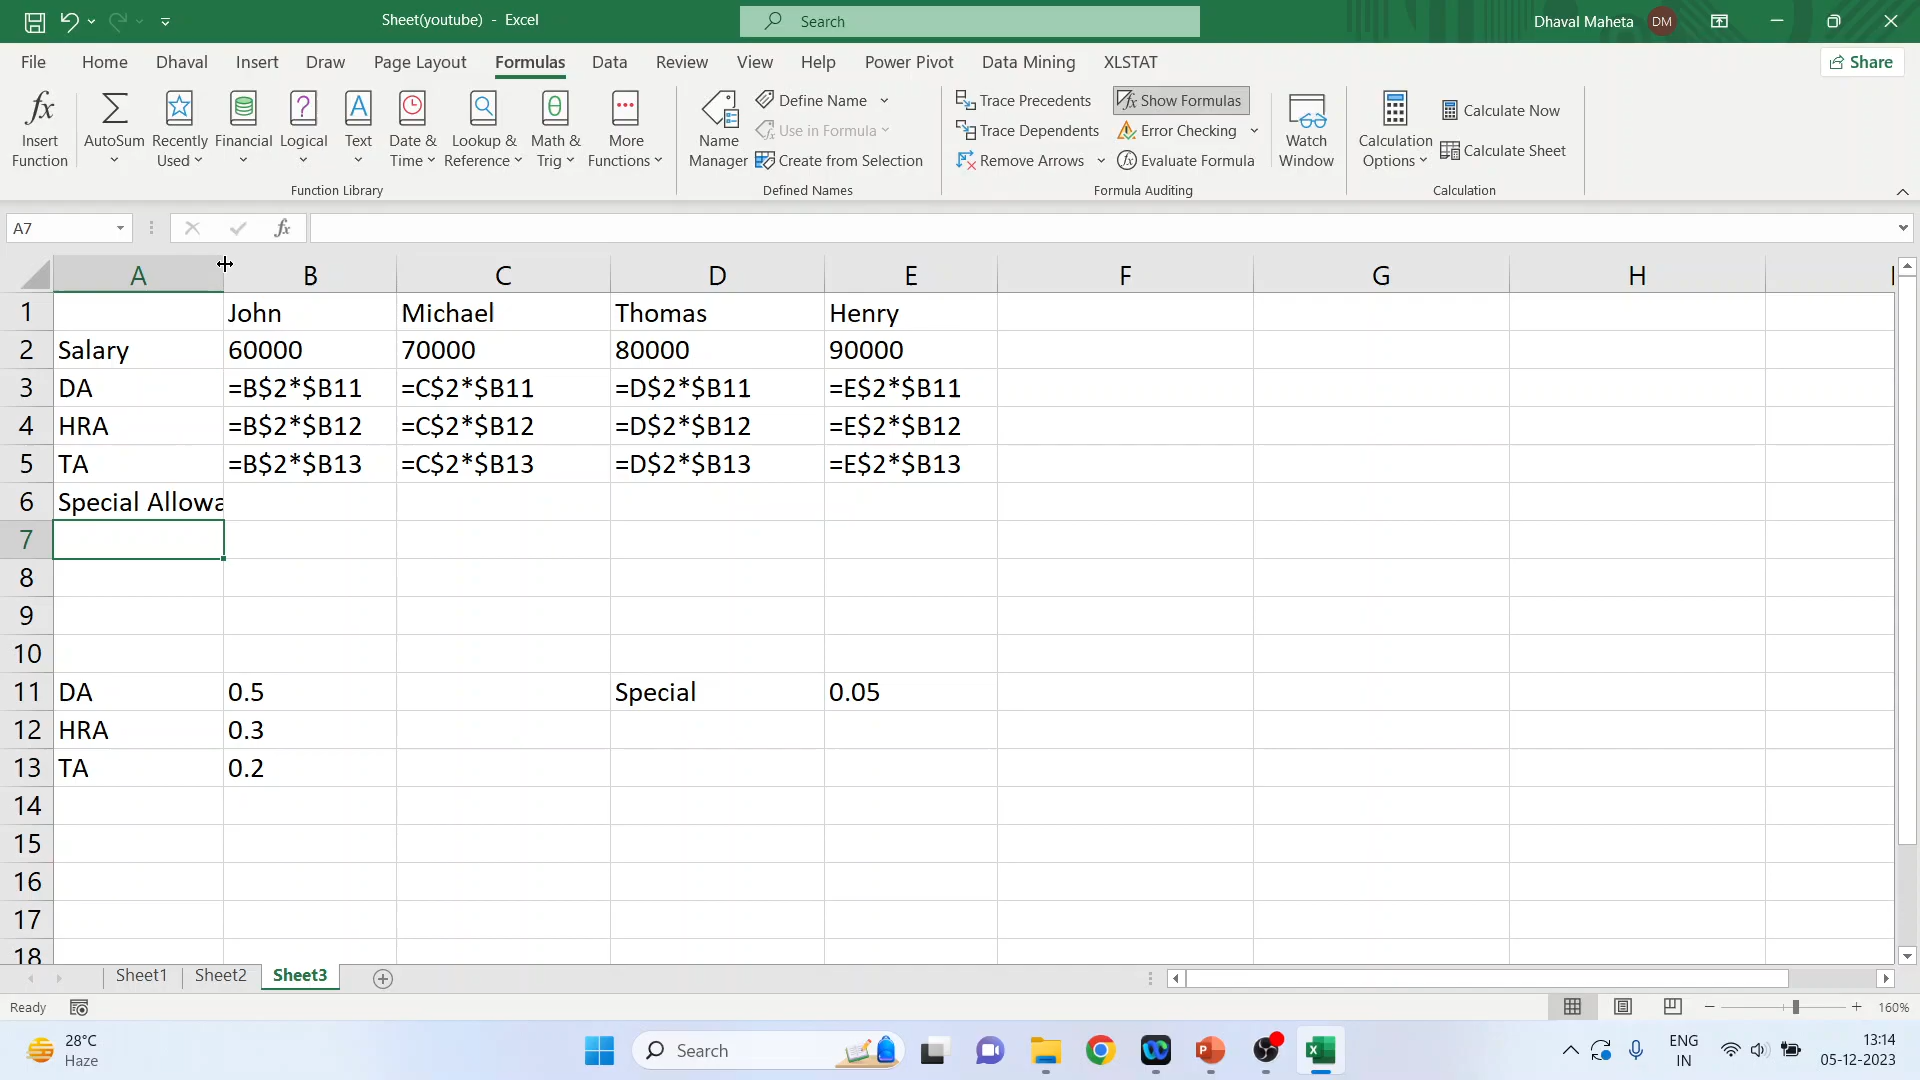 Sheet(youtube) - Excel
Search
Dhaval Maheta
DM
File Home Dhaval Insert Draw Page Layout Formulas Data Review View Help Power Pivot Data Mining XLSTAT
Share
Insert Function
AutoSum
Recently Used
Financial
Logical
Text
Date & Time
Lookup & Reference
Math & Trig
More Functions
Function Library
Name Manager
Define Name
Use in Formula
Create from Selection
Defined Names
Trace Precedents
Trace Dependents
Remove Arrows
Show Formulas
Error Checking
Evaluate Formula
Formula Auditing
Watch Window
Calculation Options
Calculate Now
Calculate Sheet
Calculation
A7
fx
A B C D E F G H
1 John Michael Thomas Henry
2 Salary 60000 70000 80000 90000
3 DA =B$2*$B11 =C$2*$B11 =D$2*$B11 =E$2*$B11
4 HRA =B$2*$B12 =C$2*$B12 =D$2*$B12 =E$2*$B12
5 TA =B$2*$B13 =C$2*$B13 =D$2*$B13 =E$2*$B13
6 Special Allowa
7
8
9
10
11 DA 0.5 Special 0.05
12 HRA 0.3
13 TA 0.2
14
15
16
17
18
Sheet1 Sheet2 Sheet3
Ready
160%
28°C
Haze
Search
ENG
IN
13:14
05-12-2023